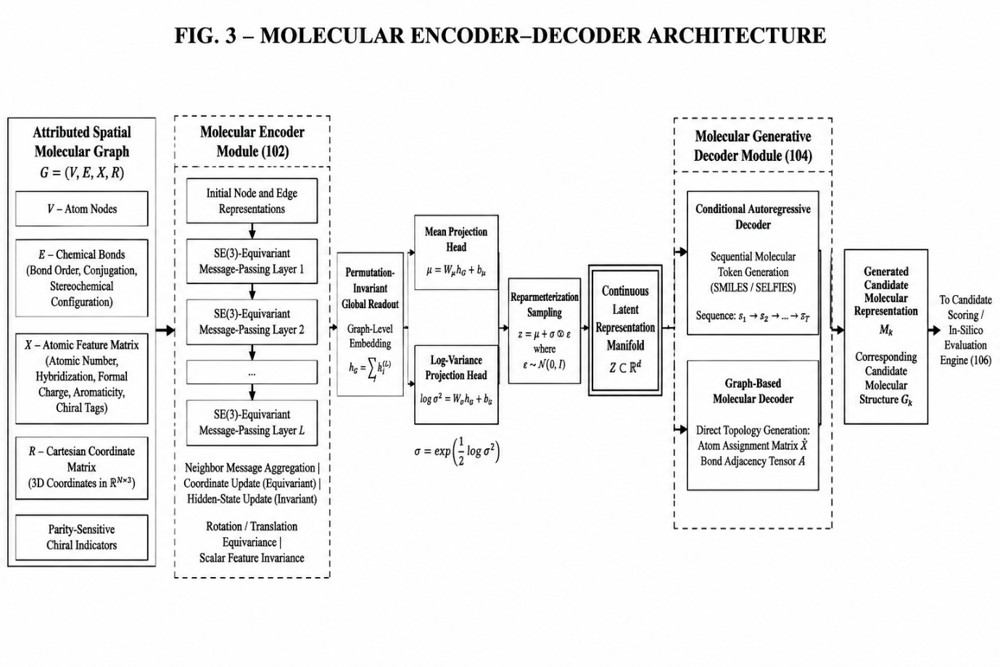 FIG. 3 – MOLECULAR ENCODER–DECODER ARCHITECTURE
Attributed Spatial
Molecular Graph
G = (V, E, X, R)
V – Atom Nodes
E – Chemical Bonds
(Bond Order, Conjugation,
Stereochemical
Configuration)
X – Atomic Feature Matrix
(Atomic Number,
Hybridization, Formal
Charge, Aromaticity,
Chiral Tags)
R – Cartesian Coordinate
Matrix
(3D Coordinates in ℝᴺˣ³)
Parity-Sensitive
Chiral Indicators
Molecular Encoder
Module (102)
Initial Node and Edge
Representations
SE(3)-Equivariant
Message-Passing Layer 1
SE(3)-Equivariant
Message-Passing Layer 2
...
SE(3)-Equivariant
Message-Passing Layer L
Neighbor Message Aggregation |
Coordinate Update (Equivariant) |
Hidden-State Update (Invariant)
Rotation / Translation
Equivariance |
Scalar Feature Invariance
Permutation-
Invariant
Global Readout
Graph-Level
Embedding
h_G = ∑_i h_i^(L)
Mean Projection
Head
μ = W_μ h_G + b_μ
Log-Variance
Projection Head
log σ² = W_σ h_G + b_G
σ = exp(1/2 log σ²)
Reparmeterization
Sampling
z = μ + σ ⊙ ε
where
ε ~ N(0, I)
Continuous
Latent
Representation
Manifold
Z ⊂ ℝᵈ
Molecular Generative
Decoder Module (104)
Conditional Autoregressive
Decoder
Sequential Molecular
Token Generation
(SMILES / SELFIES)
Sequence: s₁ → s₂ → ... → s_T
Graph-Based
Molecular Decoder
Direct Topology Generation:
Atom Assignment Matrix Ẋ
Bond Adjacency Tensor A
Generated
Candidate
Molecular
Representation
M_k
Corresponding
Candidate
Molecular
Structure G_k
To Candidate
Scoring /
In-Silico
Evaluation
Engine (106)